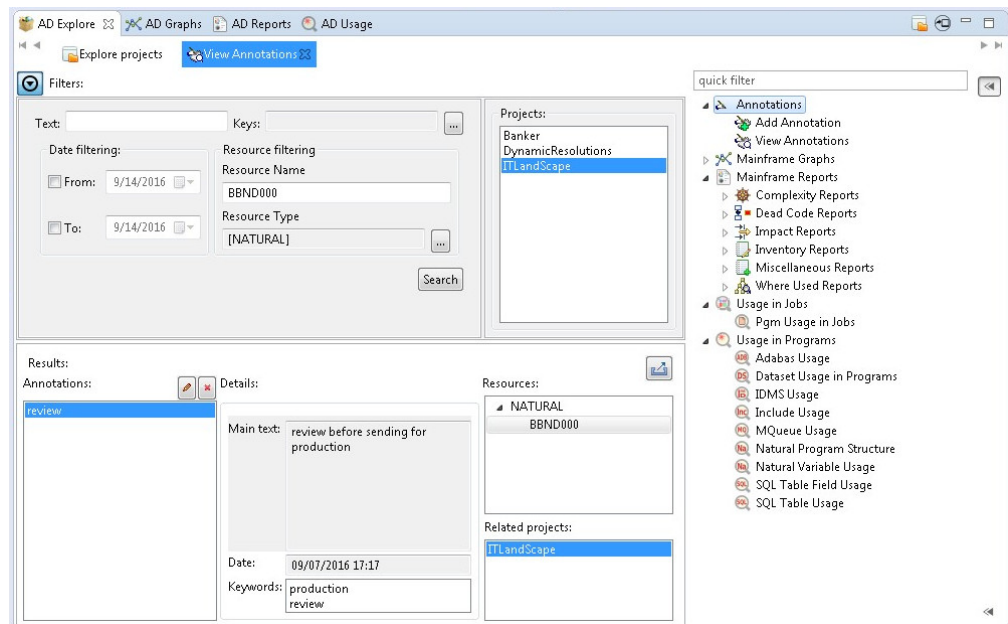 AD Explore AD Graphs AD Reports AD Usage
Explore projects View Annotations
Filters:
Text: Keys: ...
Date filtering:
From: 9/14/2016
To: 9/14/2016
Resource filtering
Resource Name
BBND000
Resource Type
[NATURAL] ...
Search
Projects:
Banker
DynamicResolutions
ITLandScape
Results:
Annotations:
review
Details:
Main text: review before sending for
production
Date: 09/07/2016 17:17
Keywords: production
review
Resources:
NATURAL
BBND000
Related projects:
ITLandScape
quick filter
Annotations
Add Annotation
View Annotations
Mainframe Graphs
Mainframe Reports
Complexity Reports
Dead Code Reports
Impact Reports
Inventory Reports
Miscellaneous Reports
Where Used Reports
Usage in Jobs
Pgm Usage in Jobs
Usage in Programs
Adabas Usage
DS Dataset Usage in Programs
IDMS Usage
Include Usage
MQ MQueue Usage
Na Natural Program Structure
Na Natural Variable Usage
SQL SQL Table Field Usage
SQL SQL Table Usage